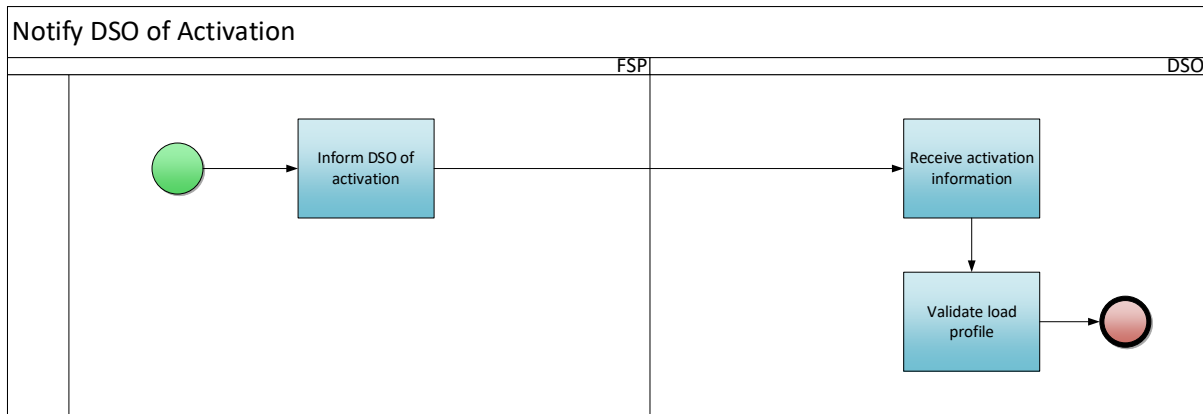 Notify DSO of Activation
FSP
DSO
Inform DSO of
activation
Receive activation
information
Validate load
profile